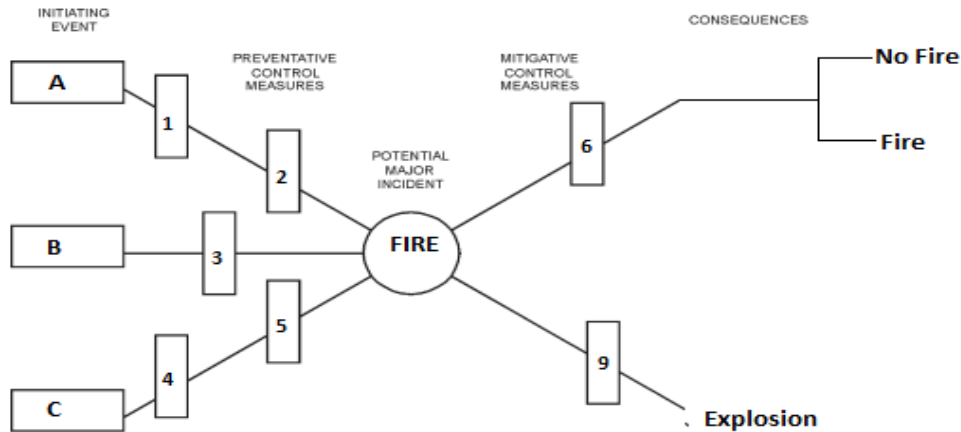 INITIATING
EVENT
CONSEQUENCES
PREVENTATIVE
CONTROL
MEASURES
MITIGATIVE
CONTROL
MEASURES
No Fire
A
1
6
Fire
2
POTENTIAL
MAJOR
INCIDENT
B
3
FIRE
5
4
9
C
Explosion